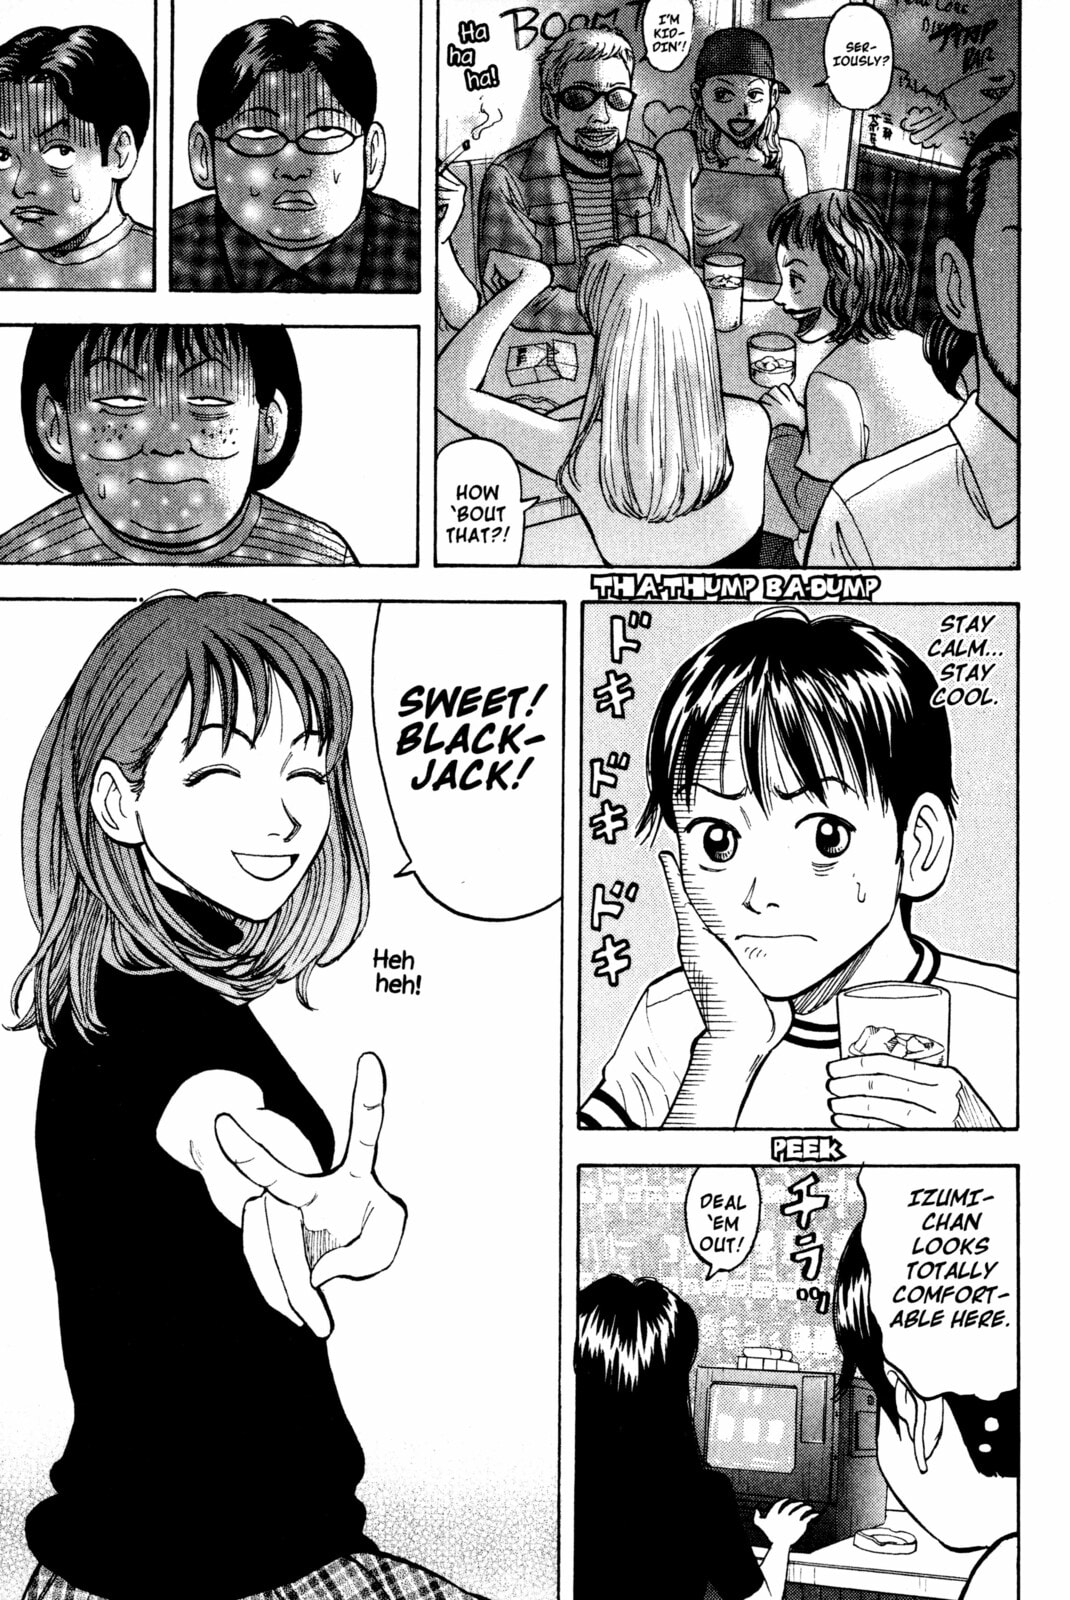 SER-
IOUSLY?
I'M
KID-
DIN'!
BOOM
Ha
ha
ha!
HOW
'BOUT
THAT?!
THA-THUMP BA-DUMP
STAY
CALM...
STAY
COOL.
ドキ
ドキ
ドキ
PEEK
IZUMI-
CHAN
LOOKS
TOTALLY
COMFORT-
ABLE HERE.
チラッ
DEAL
'EM
OUT!
SWEET!
BLACK-
JACK!
Heh
heh!